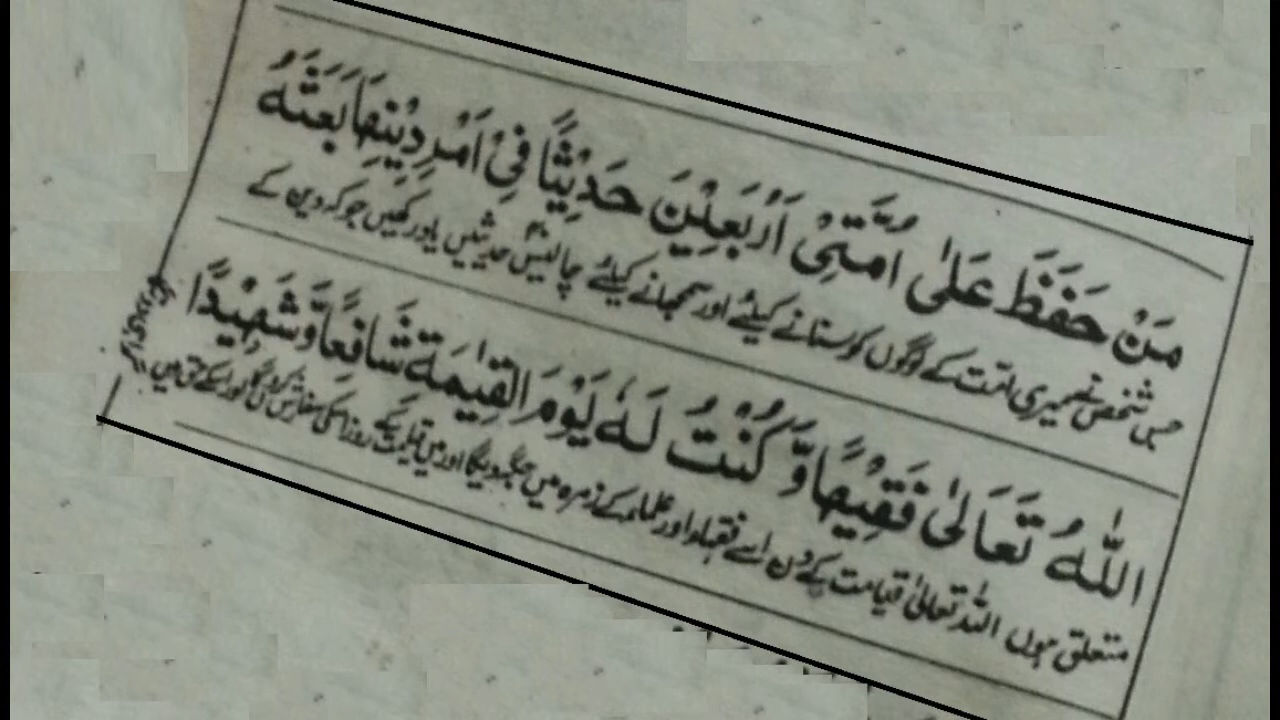 مَنْ حَفِظَ عَلٰى اُمَّتِىْ اَرْبَعِيْنَ حَدِيْثًا فِىْ اَمْرِ دِيْنِهَا بَعَثَهُ
جس شخص نے میری امت کے لوگوں کو سنانے کیلئے اور سمجھانے کیلئے چالیس حدیثیں یاد رکھیں جو کہ دین کے
اللّٰهُ تَعَالٰى فَقِيْهًا وَّكُنْتُ لَهٗ يَوْمَ الْقِيٰمَةِ شَافِعًا وَّشَهِيْدًا
متعلق ہوں اللہ تعالیٰ قیامت کے دن اسے فقہاء اور علماء کے زمرہ میں جگہ دیگا اور میں قیامت کے روز اسکی سفارش کروں گا اور اسکے حق میں